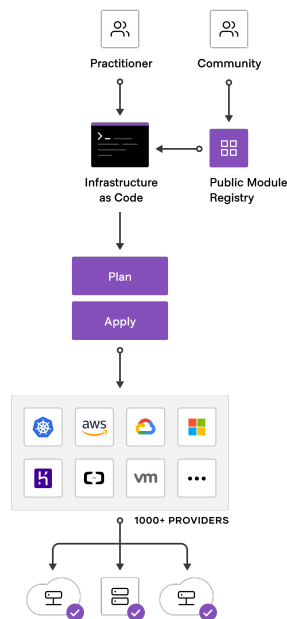 Practitioner
Community
Infrastructure
as Code
Public Module
Registry
Plan
Apply
aws
vm
1000+ PROVIDERS